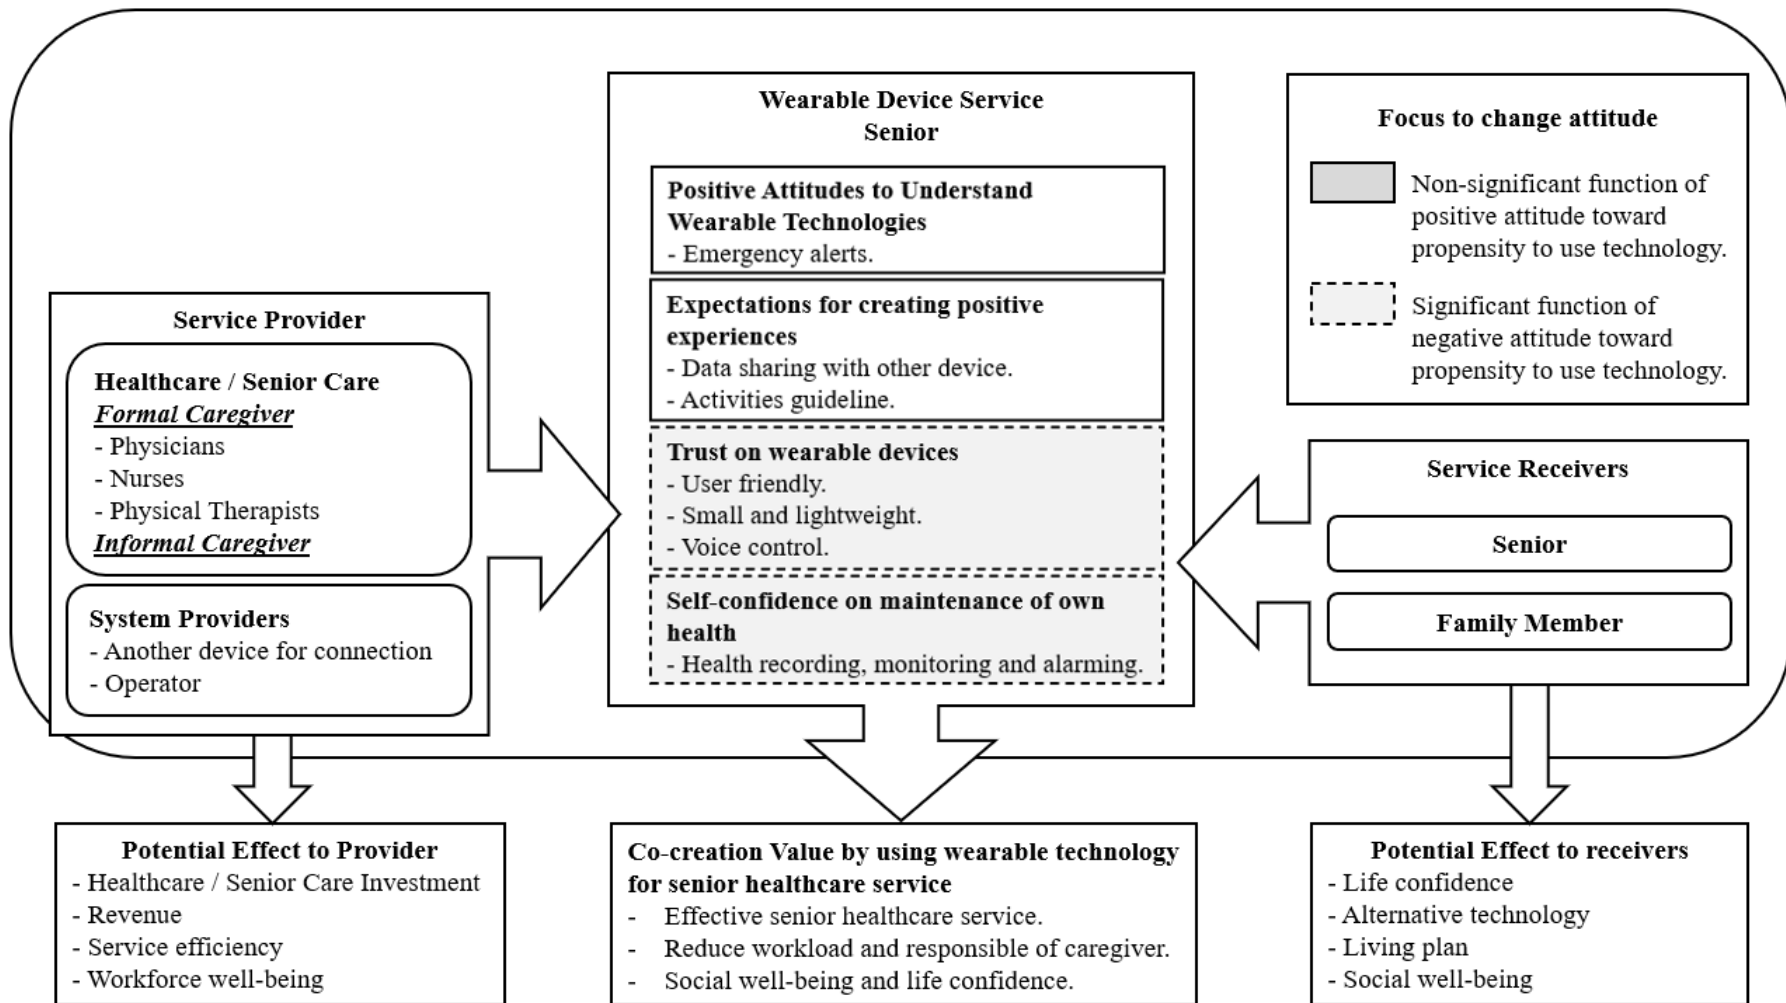 Wearable Device Service
Senior
Positive Attitudes to Understand
Wearable Technologies
- Emergency alerts.
Expectations for creating positive
experiences
- Data sharing with other device.
- Activities guideline.
Trust on wearable devices
- User friendly.
- Small and lightweight.
- Voice control.
Self-confidence on maintenance of own
health
- Health recording, monitoring and alarming.
Focus to change attitude
Non-significant function of
positive attitude toward
propensity to use technology.
Significant function of
negative attitude toward
propensity to use technology.
Service Provider
Healthcare / Senior Care
Formal Caregiver
- Physicians
- Nurses
- Physical Therapists
Informal Caregiver
System Providers
- Another device for connection
- Operator
Service Receivers
Senior
Family Member
Potential Effect to Provider
- Healthcare / Senior Care Investment
- Revenue
- Service efficiency
- Workforce well-being
Co-creation Value by using wearable technology
for senior healthcare service
- Effective senior healthcare service.
- Reduce workload and responsible of caregiver.
- Social well-being and life confidence.
Potential Effect to receivers
- Life confidence
- Alternative technology
- Living plan
- Social well-being